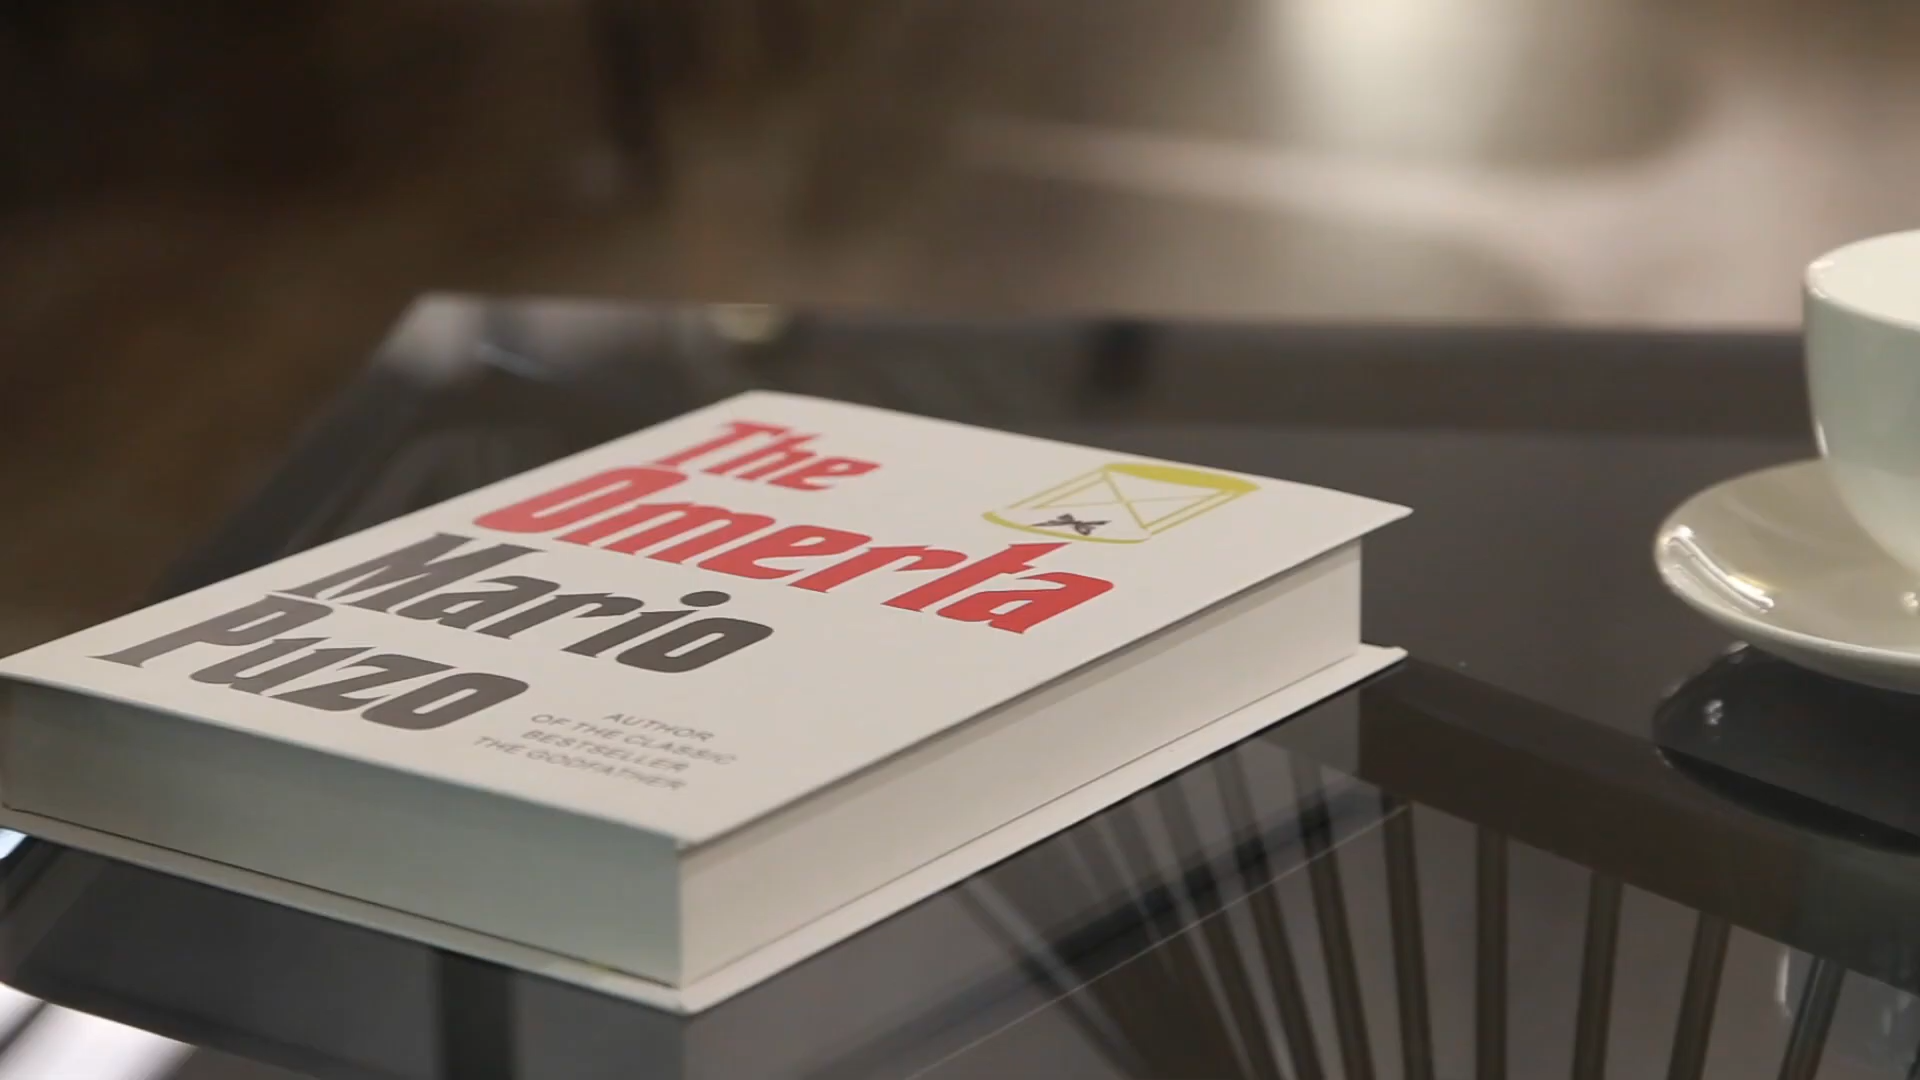 The
Omerta
Mario
Puzo
AUTHOR
OF THE CLASSIC
BESTSELLER
THE GODFATHER